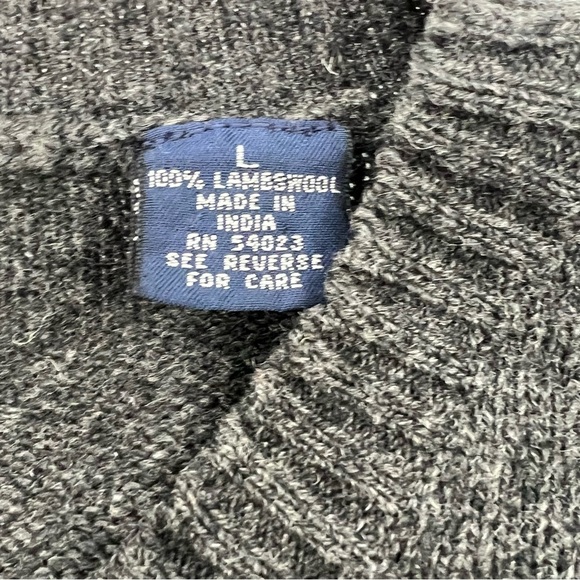 L
100% LAMBSWOOL
MADE IN
INDIA
RN 54023
SEE REVERSE
FOR CARE